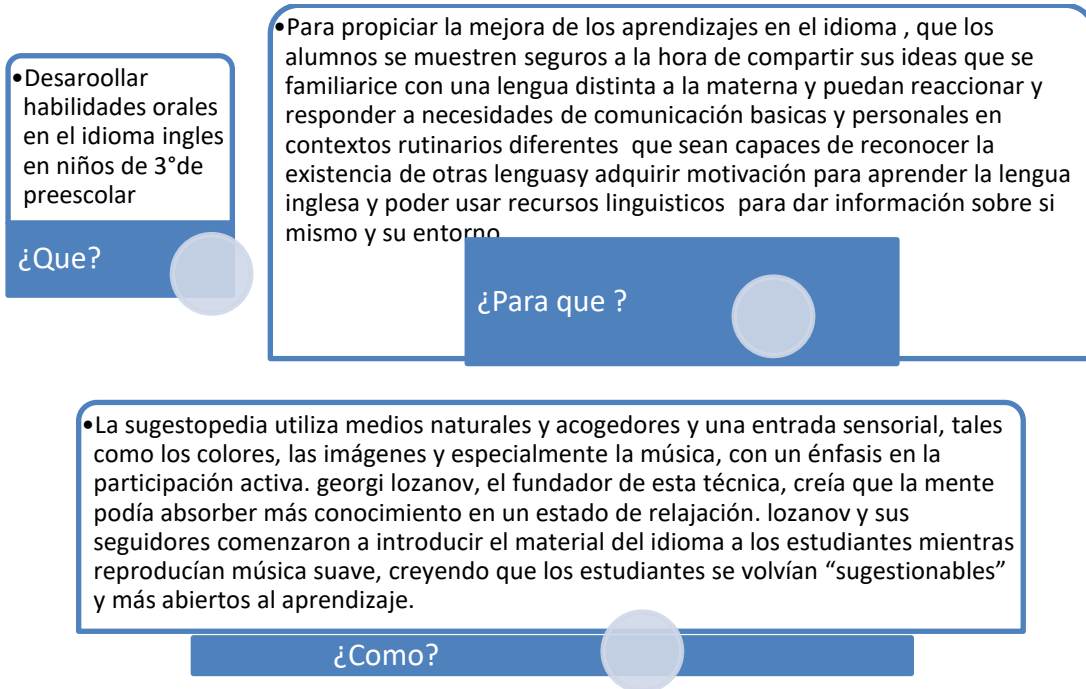 •Desaroollar
habilidades orales
en el idioma ingles
en niños de 3°de
preescolar
¿Que?
•Para propiciar la mejora de los aprendizajes en el idioma , que los
alumnos se muestren seguros a la hora de compartir sus ideas que se
familiarice con una lengua distinta a la materna y puedan reaccionar y
responder a necesidades de comunicación basicas y personales en
contextos rutinarios diferentes que sean capaces de reconocer la
existencia de otras lenguasy adquirir motivación para aprender la lengua
inglesa y poder usar recursos linguisticos para dar información sobre si
mismo y su entorno
¿Para que ?
•La sugestopedia utiliza medios naturales y acogedores y una entrada sensorial, tales
como los colores, las imágenes y especialmente la música, con un énfasis en la
participación activa. georgi lozanov, el fundador de esta técnica, creía que la mente
podía absorber más conocimiento en un estado de relajación. lozanov y sus
seguidores comenzaron a introducir el material del idioma a los estudiantes mientras
reproducían música suave, creyendo que los estudiantes se volvían “sugestionables”
y más abiertos al aprendizaje.
¿Como?